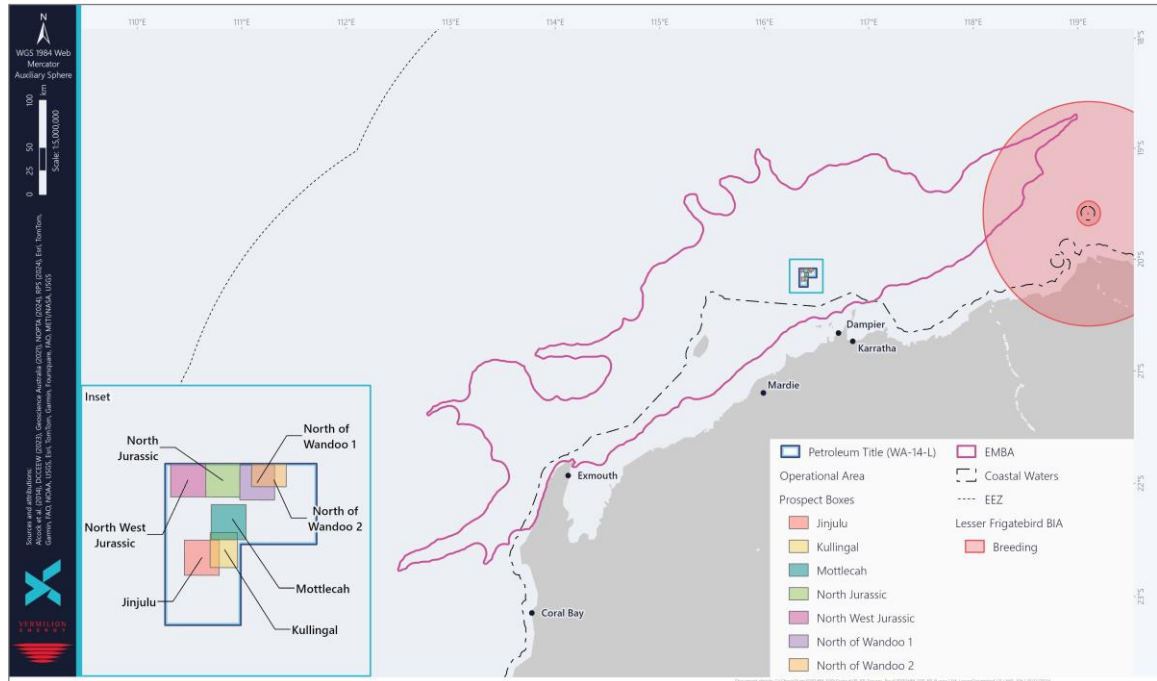 N
WGS 1984 Web
Mercator
Auxiliary Sphere
0
25
50
100
km
Scale: 1:5,000,000
Sources and attributions:
Alcock et al. (2014), DCCEEW (2023), Geoscience Australia (2021), NOPTA (2024), RPS (2024), Esri, TomTom,
Garmin, FAO, NOAA, USGS, Esri, TomTom, Garmin, Foursquare, FAO, METI/NASA, USGS
VERMILION
ENERGY
110°E
111°E
112°E
113°E
114°E
115°E
116°E
117°E
118°E
119°E
18°S
19°S
20°S
21°S
22°S
23°S
Dampier
Karratha
Mardie
Exmouth
Coral Bay
Inset
North
Jurassic
North of
Wandoo 1
North West
Jurassic
North of
Wandoo 2
Mottlecah
Jinjulu
Kullingal
Petroleum Title (WA-14-L)
Operational Area
Prospect Boxes
Jinjulu
Kullingal
Mottlecah
North Jurassic
North West Jurassic
North of Wandoo 1
North of Wandoo 2
EMBA
Coastal Waters
EEZ
Lesser Frigatebird BIA
Breeding